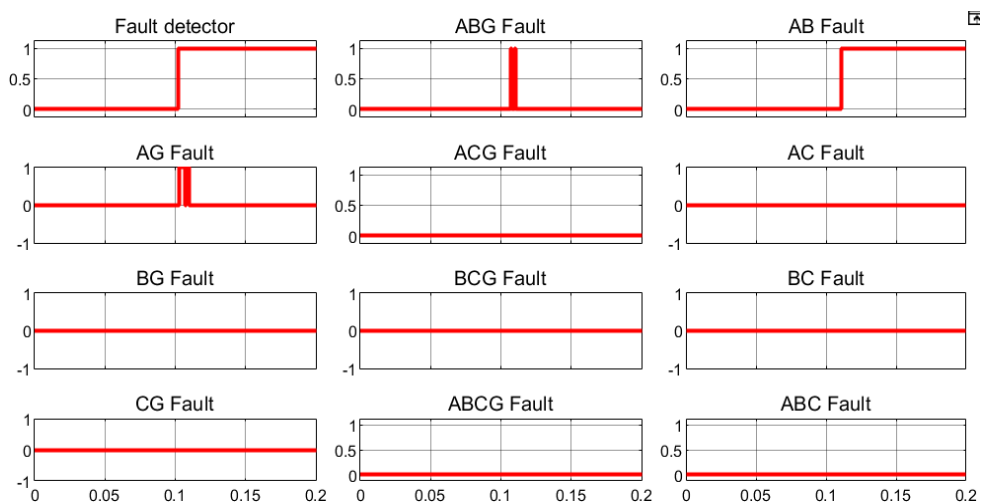 Fault detector
ABG Fault
AB Fault
1
0.5
0
1
0.5
0
1
0.5
0
AG Fault
ACG Fault
AC Fault
1
0
-1
1
0.5
0
1
0
-1
BG Fault
BCG Fault
BC Fault
1
0
-1
1
0
-1
1
0
-1
CG Fault
ABCG Fault
ABC Fault
1
0
-1
1
0.5
0
1
0.5
0
0 0.05 0.1 0.15 0.2
0 0.05 0.1 0.15 0.2
0 0.05 0.1 0.15 0.2